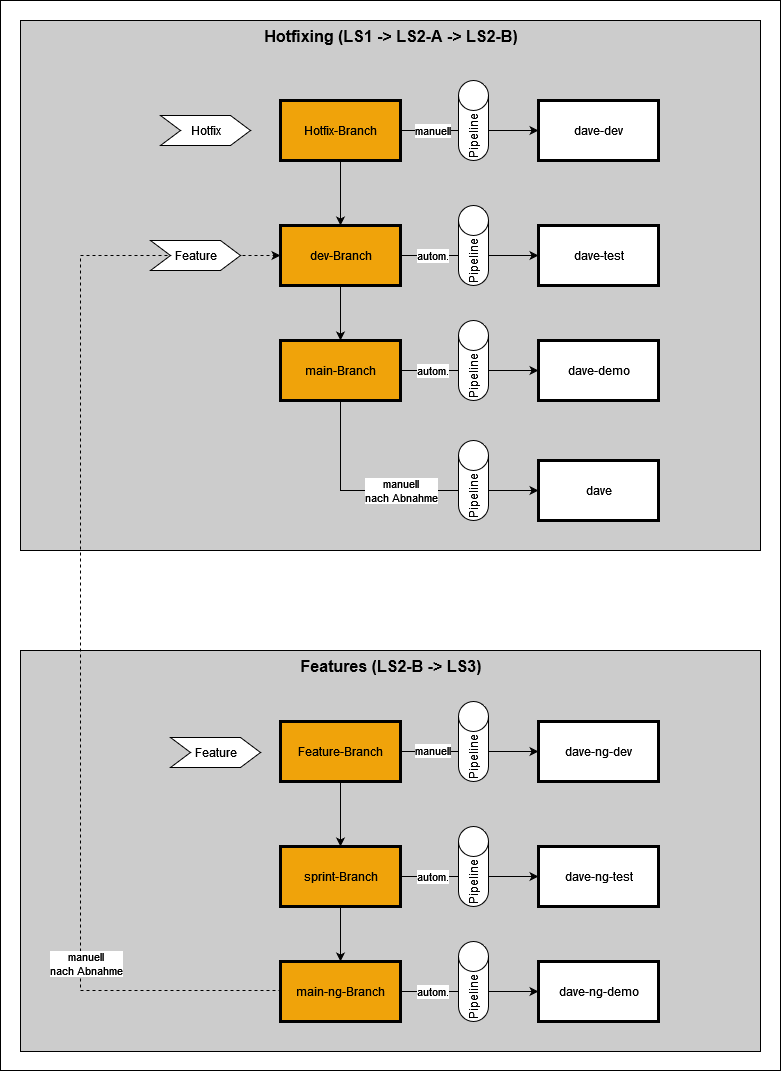 Hotfixing (LS1 -> LS2-A -> LS2-B)
Hotfix
Hotfix-Branch
manuell
Pipeline
dave-dev
Feature
dev-Branch
autom.
Pipeline
dave-test
main-Branch
autom.
Pipeline
dave-demo
manuell
nach Abnahme
Pipeline
dave
Features (LS2-B -> LS3)
Feature
Feature-Branch
manuell
Pipeline
dave-ng-dev
sprint-Branch
autom.
Pipeline
dave-ng-test
manuell
nach Abnahme
main-ng-Branch
autom.
Pipeline
dave-ng-demo